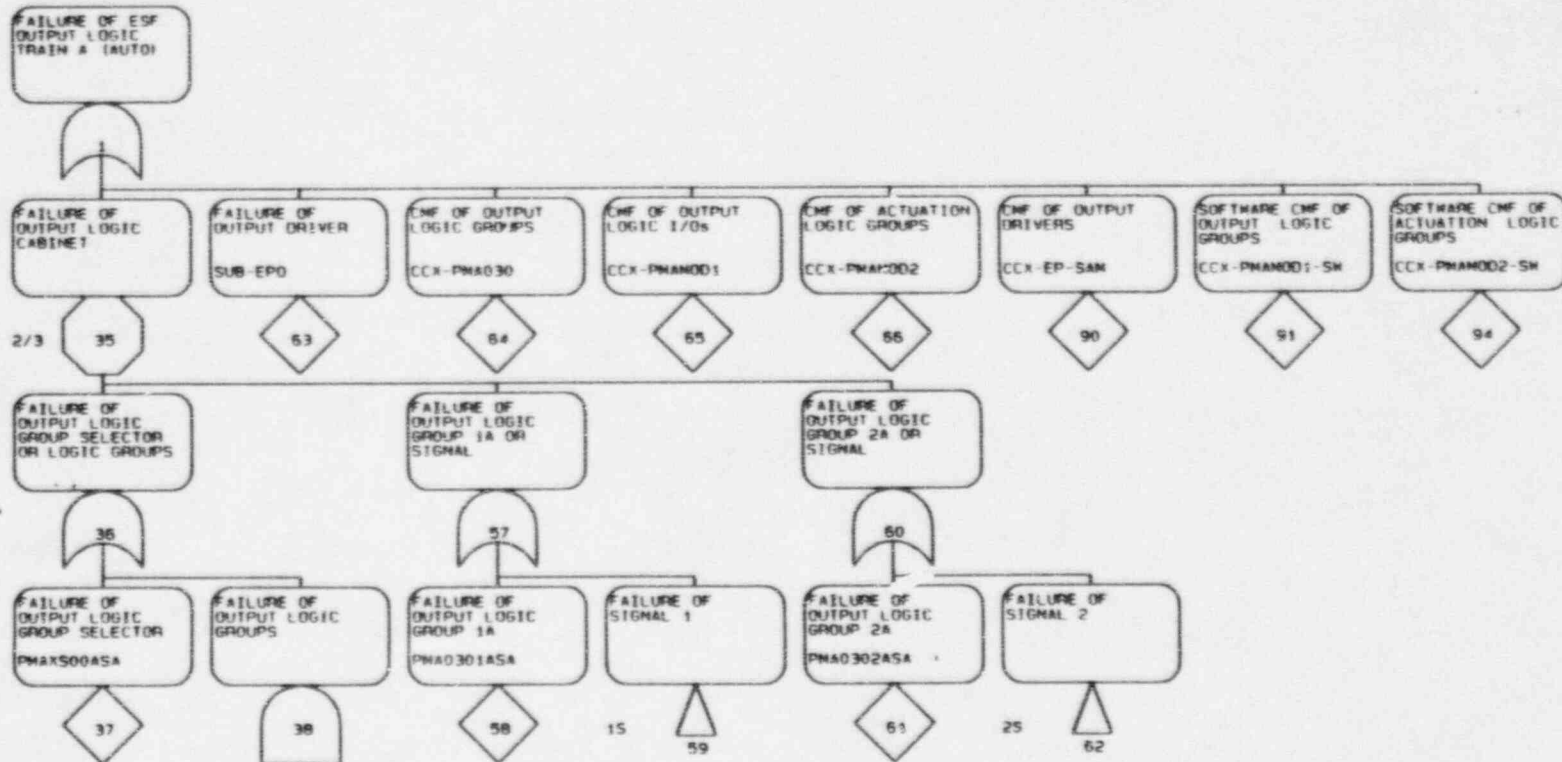 FAILURE OF ESF
OUTPUT LOGIC
TRAIN A (AUTO)
FAILURE OF
OUTPUT LOGIC
CABINET
FAILURE OF
OUTPUT DRIVER
SUB-EPO
CMF OF OUTPUT
LOGIC GROUPS
CCX-PMA030
CMF OF OUTPUT
LOGIC I/Os
CCX-PMAMOD1
CMF OF ACTUATION
LOGIC GROUPS
CCX-PMAMOD2
CMF OF OUTPUT
DRIVERS
CCX-EP-SAM
SOFTWARE CMF OF
OUTPUT LOGIC
GROUPS
CCX-PMAMOD1-SW
SOFTWARE CMF OF
ACTUATION LOGIC
GROUPS
CCX-PMAMOD2-SW
2/3
35
63
64
65
66
90
91
94
FAILURE OF
OUTPUT LOGIC
GROUP SELECTOR
OR LOGIC GROUPS
FAILURE OF
OUTPUT LOGIC
GROUP 1A OR
SIGNAL
FAILURE OF
OUTPUT LOGIC
GROUP 2A OR
SIGNAL
36
57
60
FAILURE OF
OUTPUT LOGIC
GROUP SELECTOR
PMAXS00ASA
FAILURE OF
OUTPUT LOGIC
GROUPS
FAILURE OF
OUTPUT LOGIC
GROUP 1A
PMA0301ASA
FAILURE OF
SIGNAL 1
FAILURE OF
OUTPUT LOGIC
GROUP 2A
PMA0302ASA
FAILURE OF
SIGNAL 2
37
38
58
1S
59
61
2S
62